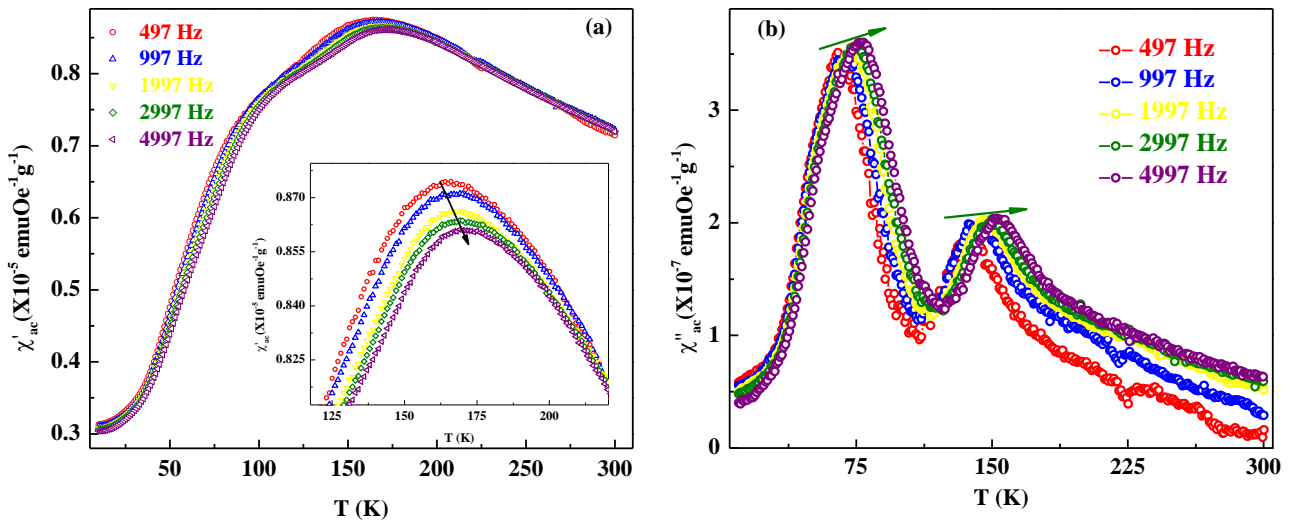 (a)
497 Hz
997 Hz
1997 Hz
2997 Hz
4997 Hz
χ'ac (X10⁻⁵ emuOe⁻¹g⁻¹)
0.9
0.8
0.7
0.6
0.5
0.4
0.3
50 100 150 200 250 300
T (K)
χ'ac (X10⁻⁵ emuOe⁻¹g⁻¹)
0.870
0.855
0.840
0.825
125 150 175 200
T (K)
(b)
497 Hz
997 Hz
1997 Hz
2997 Hz
4997 Hz
χ''ac (X10⁻⁷ emuOe⁻¹g⁻¹)
3
2
1
0
75 150 225 300
T (K)